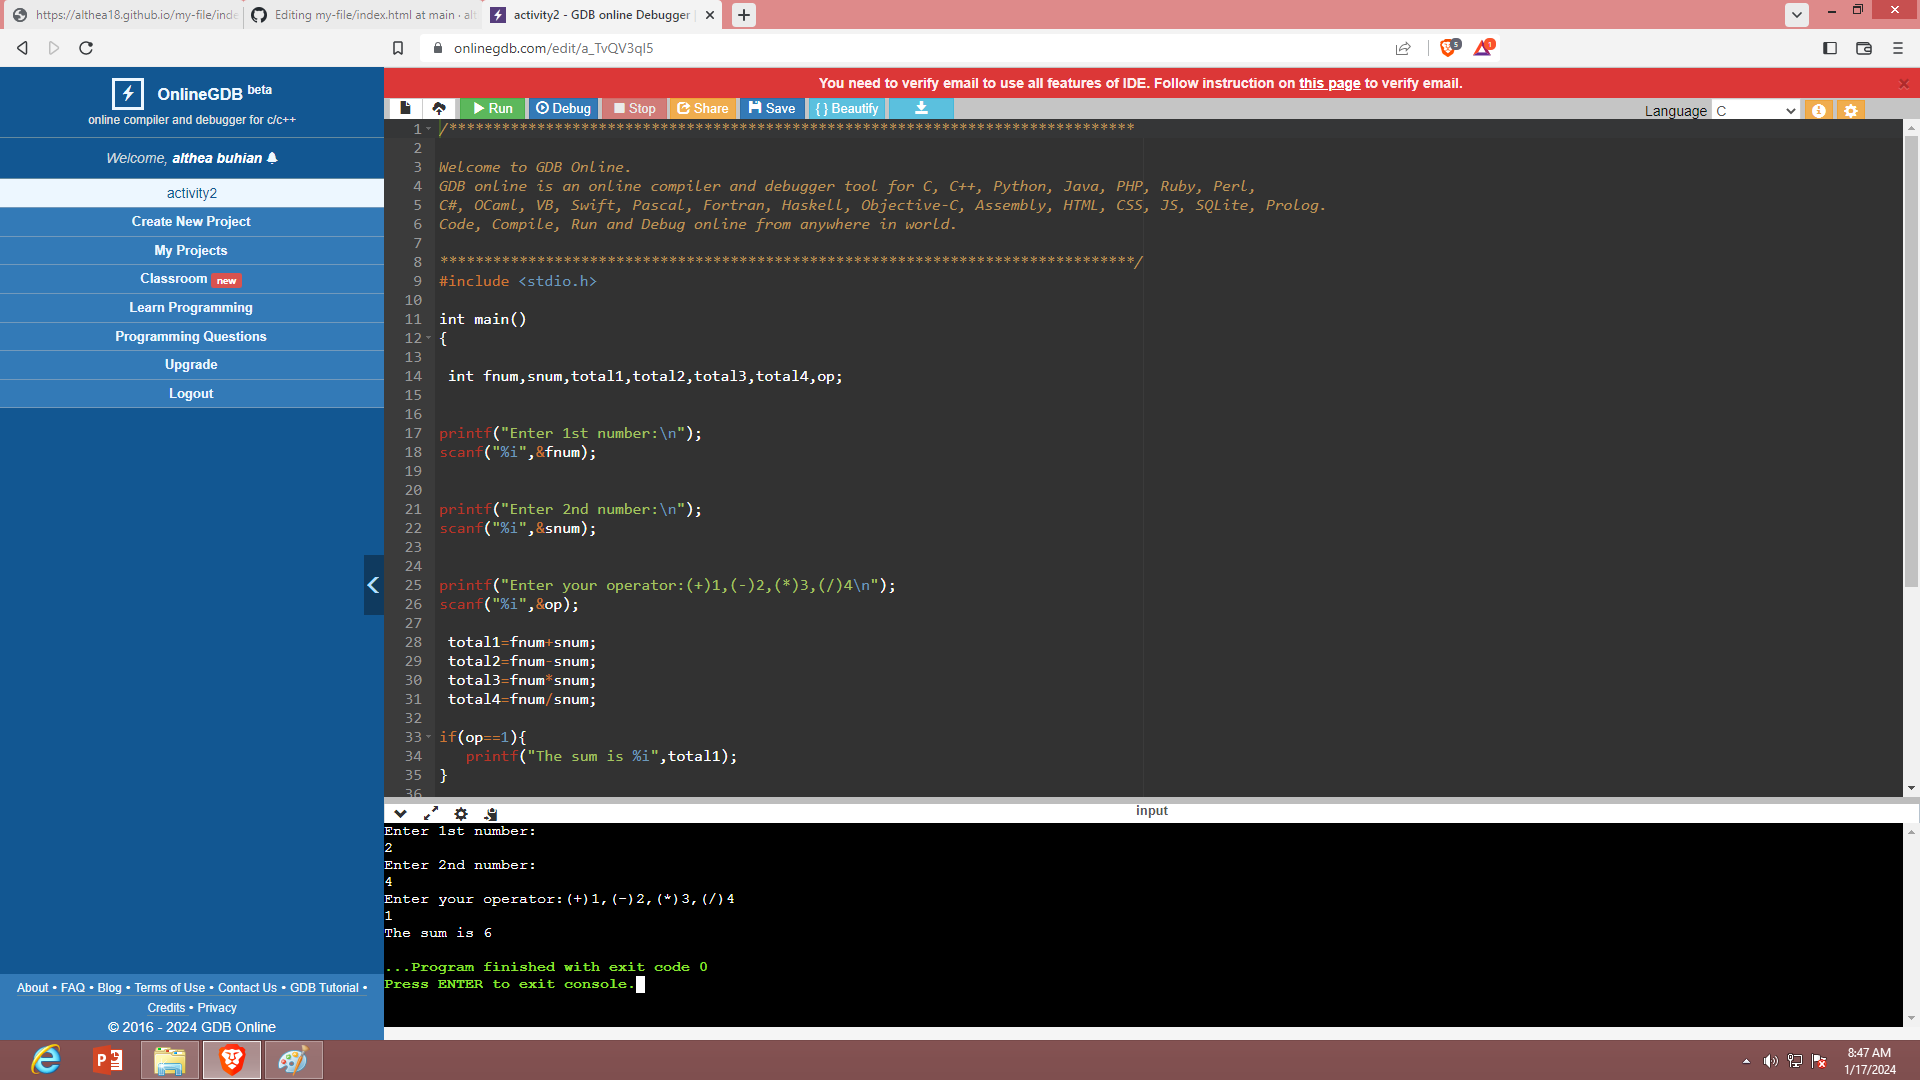 https://althea18.github.io/my-file/inde
Editing my-file/index.html at main · alt
activity2 - GDB online Debugger
onlinegdb.com/edit/a_TvQV3ql5
5
1
OnlineGDB beta
online compiler and debugger for c/c++
Welcome, althea buhian
activity2
Create New Project
My Projects
Classroom new
Learn Programming
Programming Questions
Upgrade
Logout
About • FAQ • Blog • Terms of Use • Contact Us • GDB Tutorial •
Credits • Privacy
© 2016 - 2024 GDB Online
You need to verify email to use all features of IDE. Follow instruction on this page to verify email.
Run Debug Stop Share Save { } Beautify
Language C
1 /******************************************************************************
2
3 Welcome to GDB Online.
4 GDB online is an online compiler and debugger tool for C, C++, Python, Java, PHP, Ruby, Perl,
5 C#, OCaml, VB, Swift, Pascal, Fortran, Haskell, Objective-C, Assembly, HTML, CSS, JS, SQLite, Prolog.
6 Code, Compile, Run and Debug online from anywhere in world.
7
8 *******************************************************************************/
9 #include <stdio.h>
10
11 int main()
12 {
13
14 int fnum,snum,total1,total2,total3,total4,op;
15
16
17 printf("Enter 1st number:\n");
18 scanf("%i",&fnum);
19
20
21 printf("Enter 2nd number:\n");
22 scanf("%i",&snum);
23
24
25 printf("Enter your operator:(+)1,(-)2,(*)3,(/)4\n");
26 scanf("%i",&op);
27
28 total1=fnum+snum;
29 total2=fnum-snum;
30 total3=fnum*snum;
31 total4=fnum/snum;
32
33 if(op==1){
34 printf("The sum is %i",total1);
35 }
36
input
Enter 1st number:
2
Enter 2nd number:
4
Enter your operator:(+)1,(-)2,(*)3,(/)4
1
The sum is 6
...Program finished with exit code 0
Press ENTER to exit console.
8:47 AM
1/17/2024